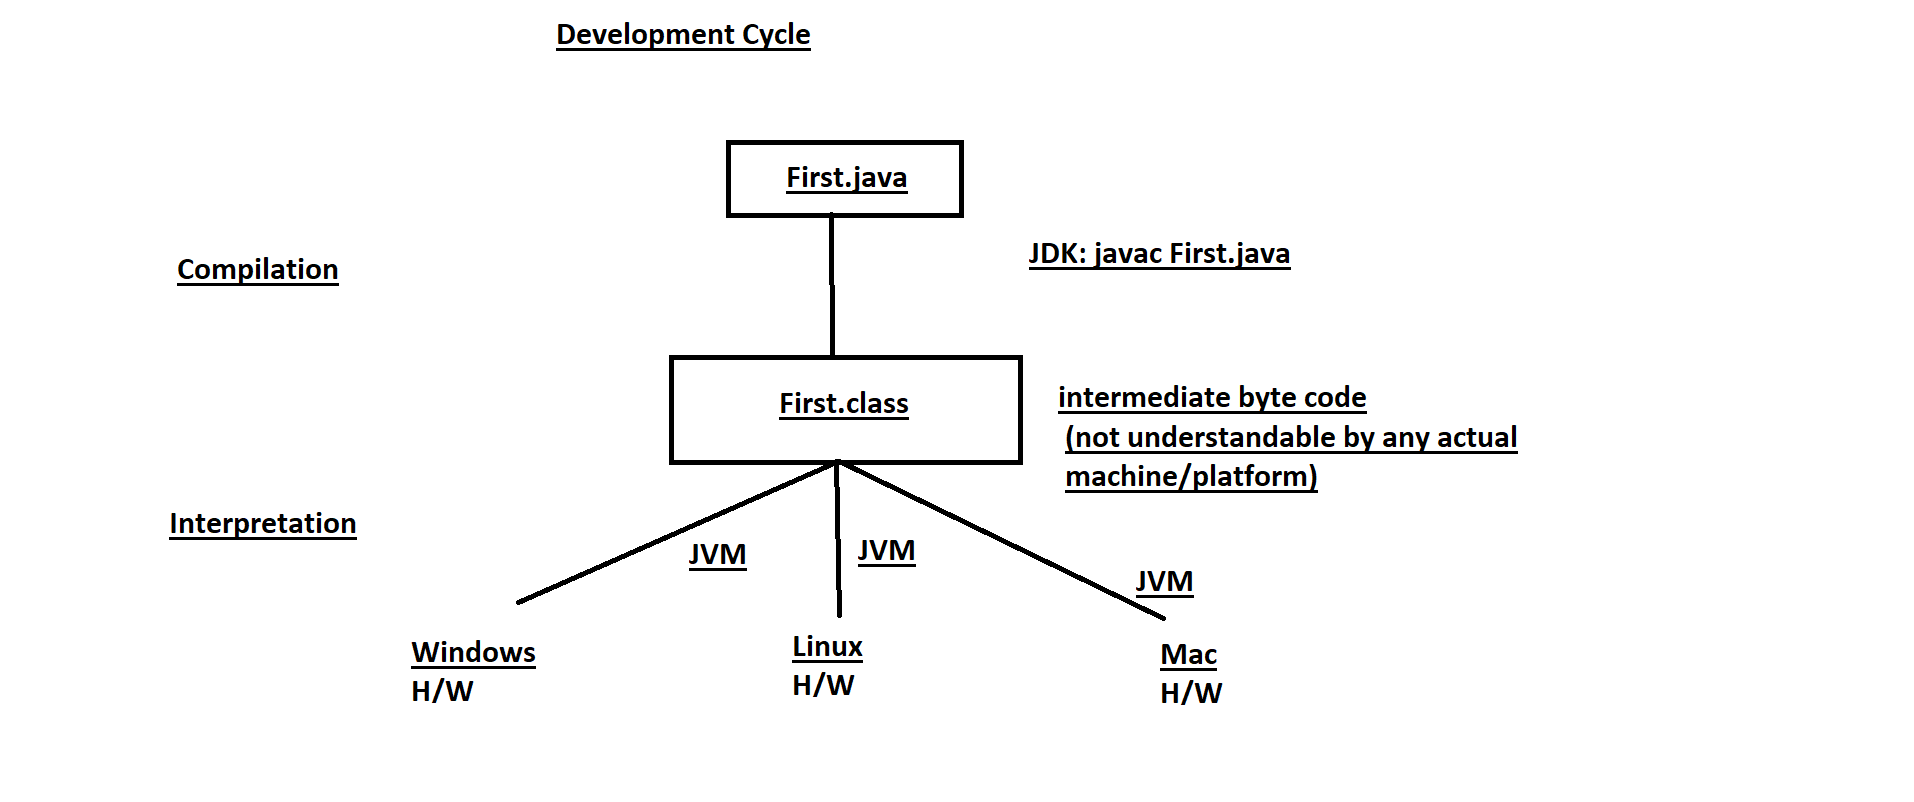 Development Cycle
First.java
JDK: javac First.java
Compilation
First.class
intermediate byte code
(not understandable by any actual
machine/platform)
Interpretation
JVM
JVM
JVM
Windows
H/W
Linux
H/W
Mac
H/W